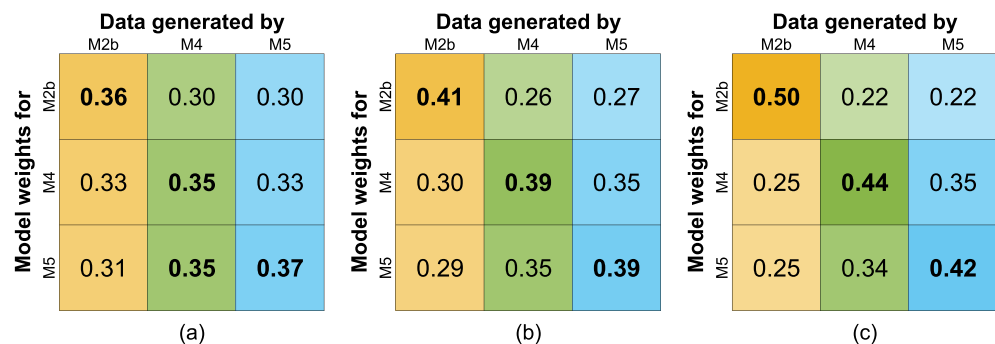 Data generated by
M2b M4 M5
Model weights for
M2b 0.36 0.30 0.30
M4 0.33 0.35 0.33
M5 0.31 0.35 0.37
(a)
Data generated by
M2b M4 M5
Model weights for
M2b 0.41 0.26 0.27
M4 0.30 0.39 0.35
M5 0.29 0.35 0.39
(b)
Data generated by
M2b M4 M5
Model weights for
M2b 0.50 0.22 0.22
M4 0.25 0.44 0.35
M5 0.25 0.34 0.42
(c)